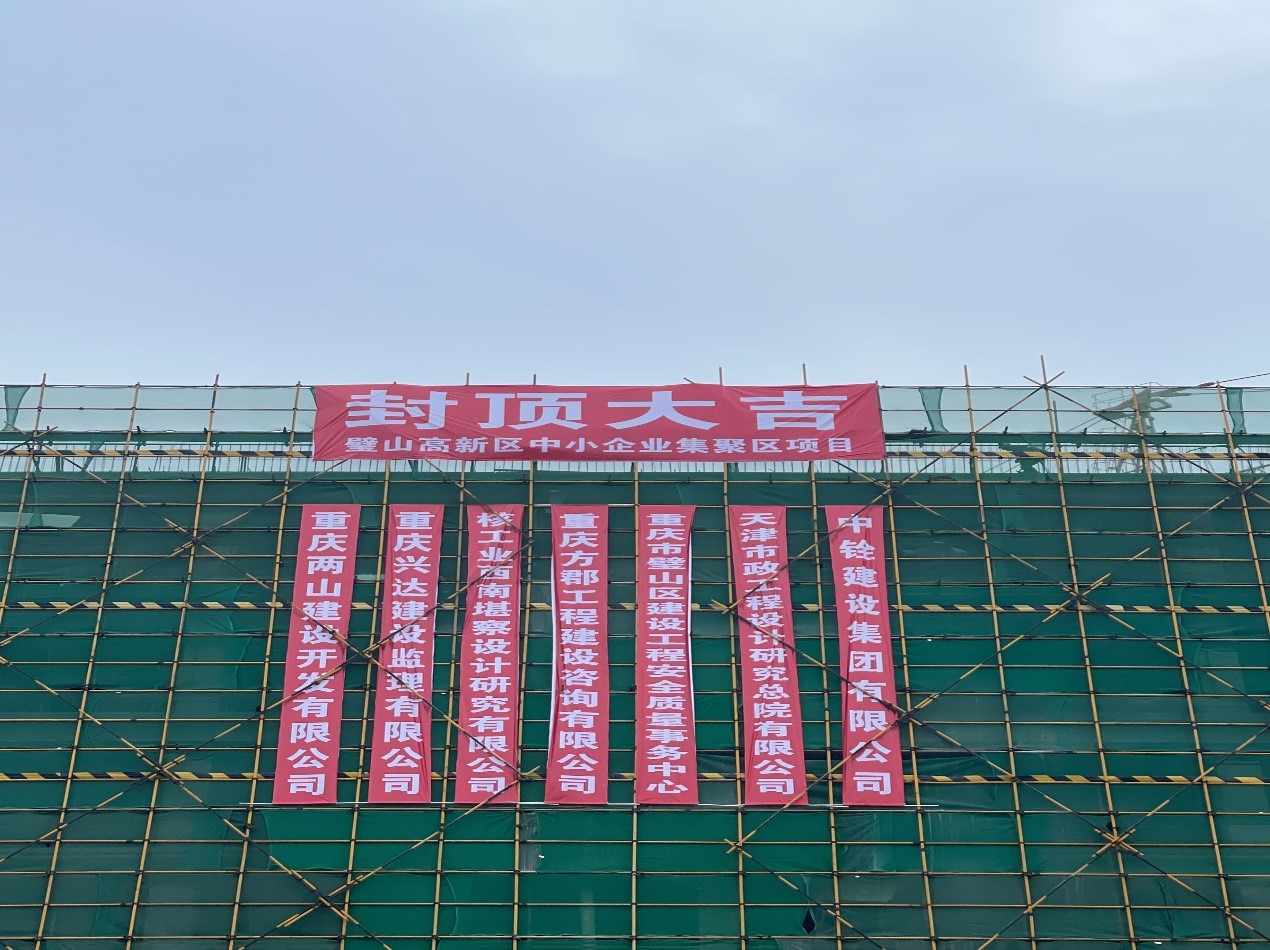 封顶大吉
璧山高新区中小企业集聚区项目
重庆两山建设开发有限公司
重庆兴达建设监理有限公司
核工业西南堪察设计研究有限公司
重庆方郡工程建设咨询有限公司
重庆市璧山区建设工程安全质量事务中心
天津市政工程设计研究总院有限公司
中铨建设集团有限公司